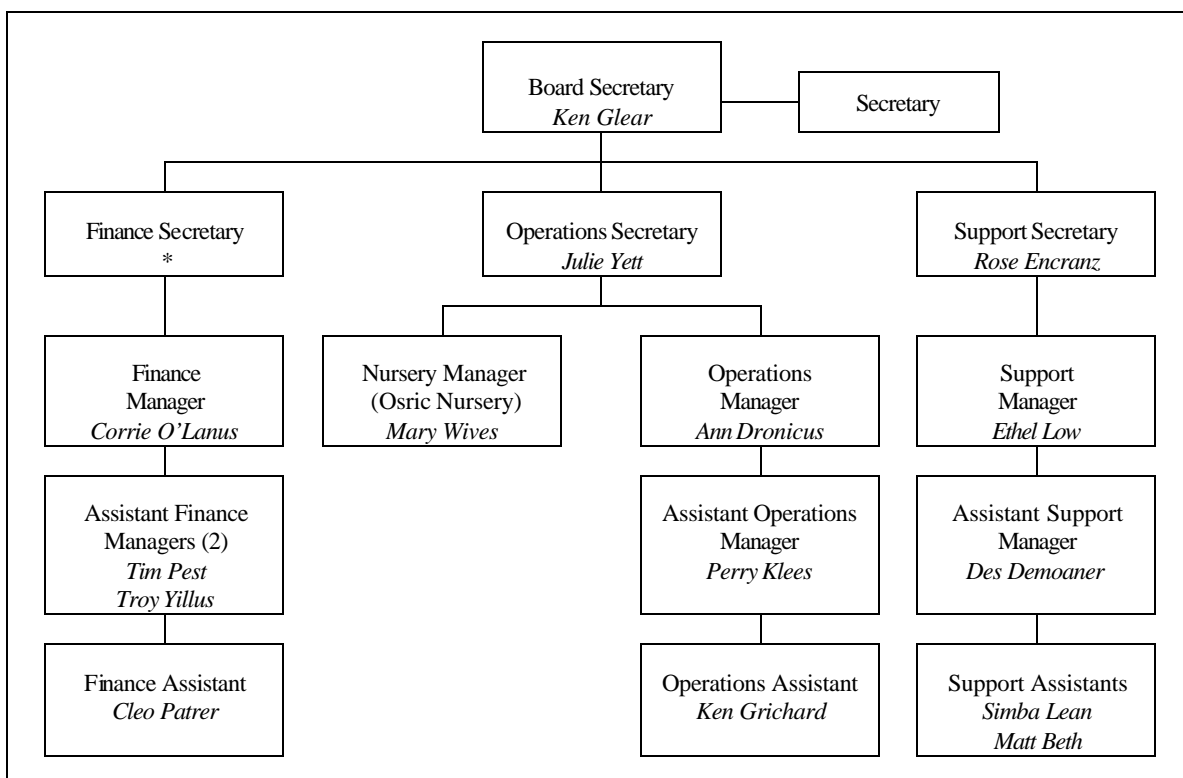 Board Secretary
Ken Glear
Secretary
Finance Secretary
*
Operations Secretary
Julie Yett
Support Secretary
Rose Encranz
Finance
Manager
Corrie O’Lanus
Nursery Manager
(Osric Nursery)
Mary Wives
Operations
Manager
Ann Dronicus
Support
Manager
Ethel Low
Assistant Finance
Managers (2)
Tim Pest
Troy Yillus
Assistant Operations
Manager
Perry Klees
Assistant Support
Manager
Des Demoaner
Finance Assistant
Cleo Patrer
Operations Assistant
Ken Grichard
Support Assistants
Simba Lean
Matt Beth